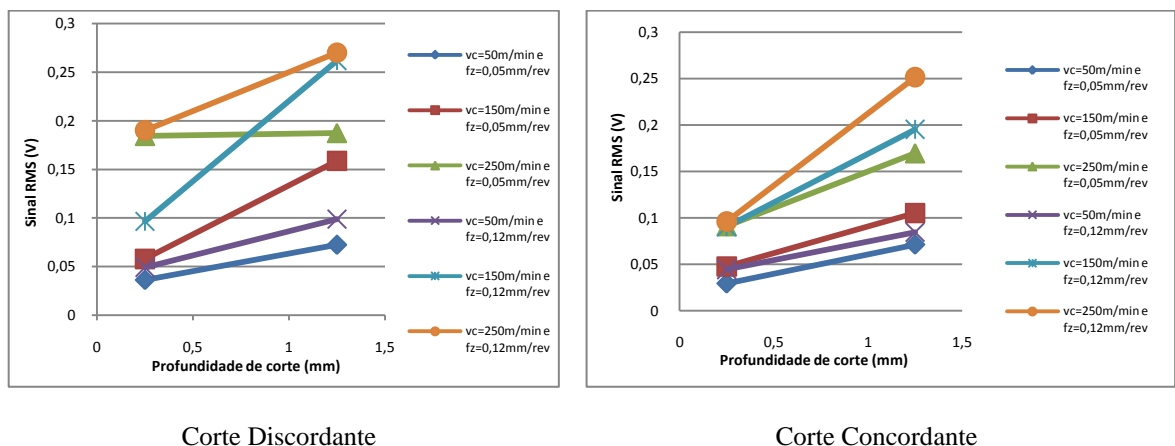 0,3
0,25
0,2
0,15
0,1
0,05
0
Sinal RMS (V)
0
0,5
1
1,5
Profundidade de corte (mm)
vc=50m/min e
fz=0,05mm/rev
vc=150m/min e
fz=0,05mm/rev
vc=250m/min e
fz=0,05mm/rev
vc=50m/min e
fz=0,12mm/rev
vc=150m/min e
fz=0,12mm/rev
vc=250m/min e
fz=0,12mm/rev
0,3
0,25
0,2
0,15
0,1
0,05
0
Sinal RMS (V)
0
0,5
1
1,5
Profundidade de corte (mm)
vc=50m/min e
fz=0,05mm/rev
vc=150m/min e
fz=0,05mm/rev
vc=250m/min e
fz=0,05mm/rev
vc=50m/min e
fz=0,12mm/rev
vc=150m/min e
fz=0,12mm/rev
vc=250m/min e
fz=0,12mm/rev
Corte Discordante
Corte Concordante